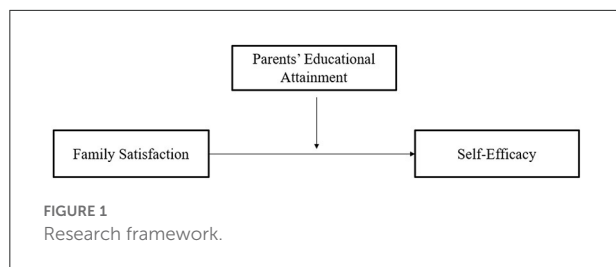 Parents' Educational
Attainment
Family Satisfaction
Self-Efficacy
FIGURE 1
Research framework.